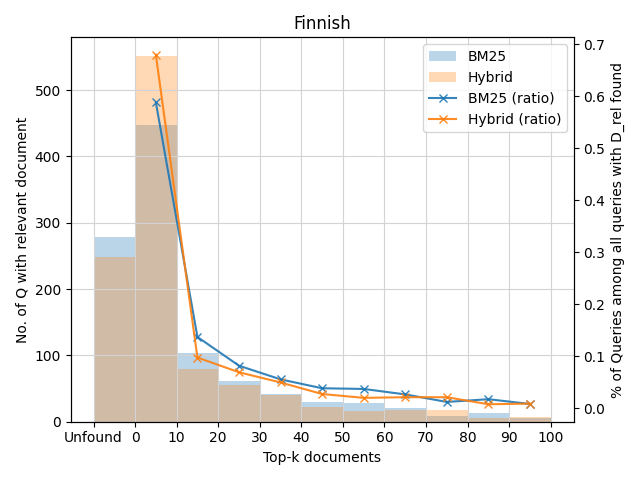 Finnish
BM25
Hybrid
BM25 (ratio)
Hybrid (ratio)
No. of Q with relevant document
500
400
300
200
100
0
% of Queries among all queries with D_rel found
0.7
0.6
0.5
0.4
0.3
0.2
0.1
0.0
Unfound 0 10 20 30 40 50 60 70 80 90 100
Top-k documents